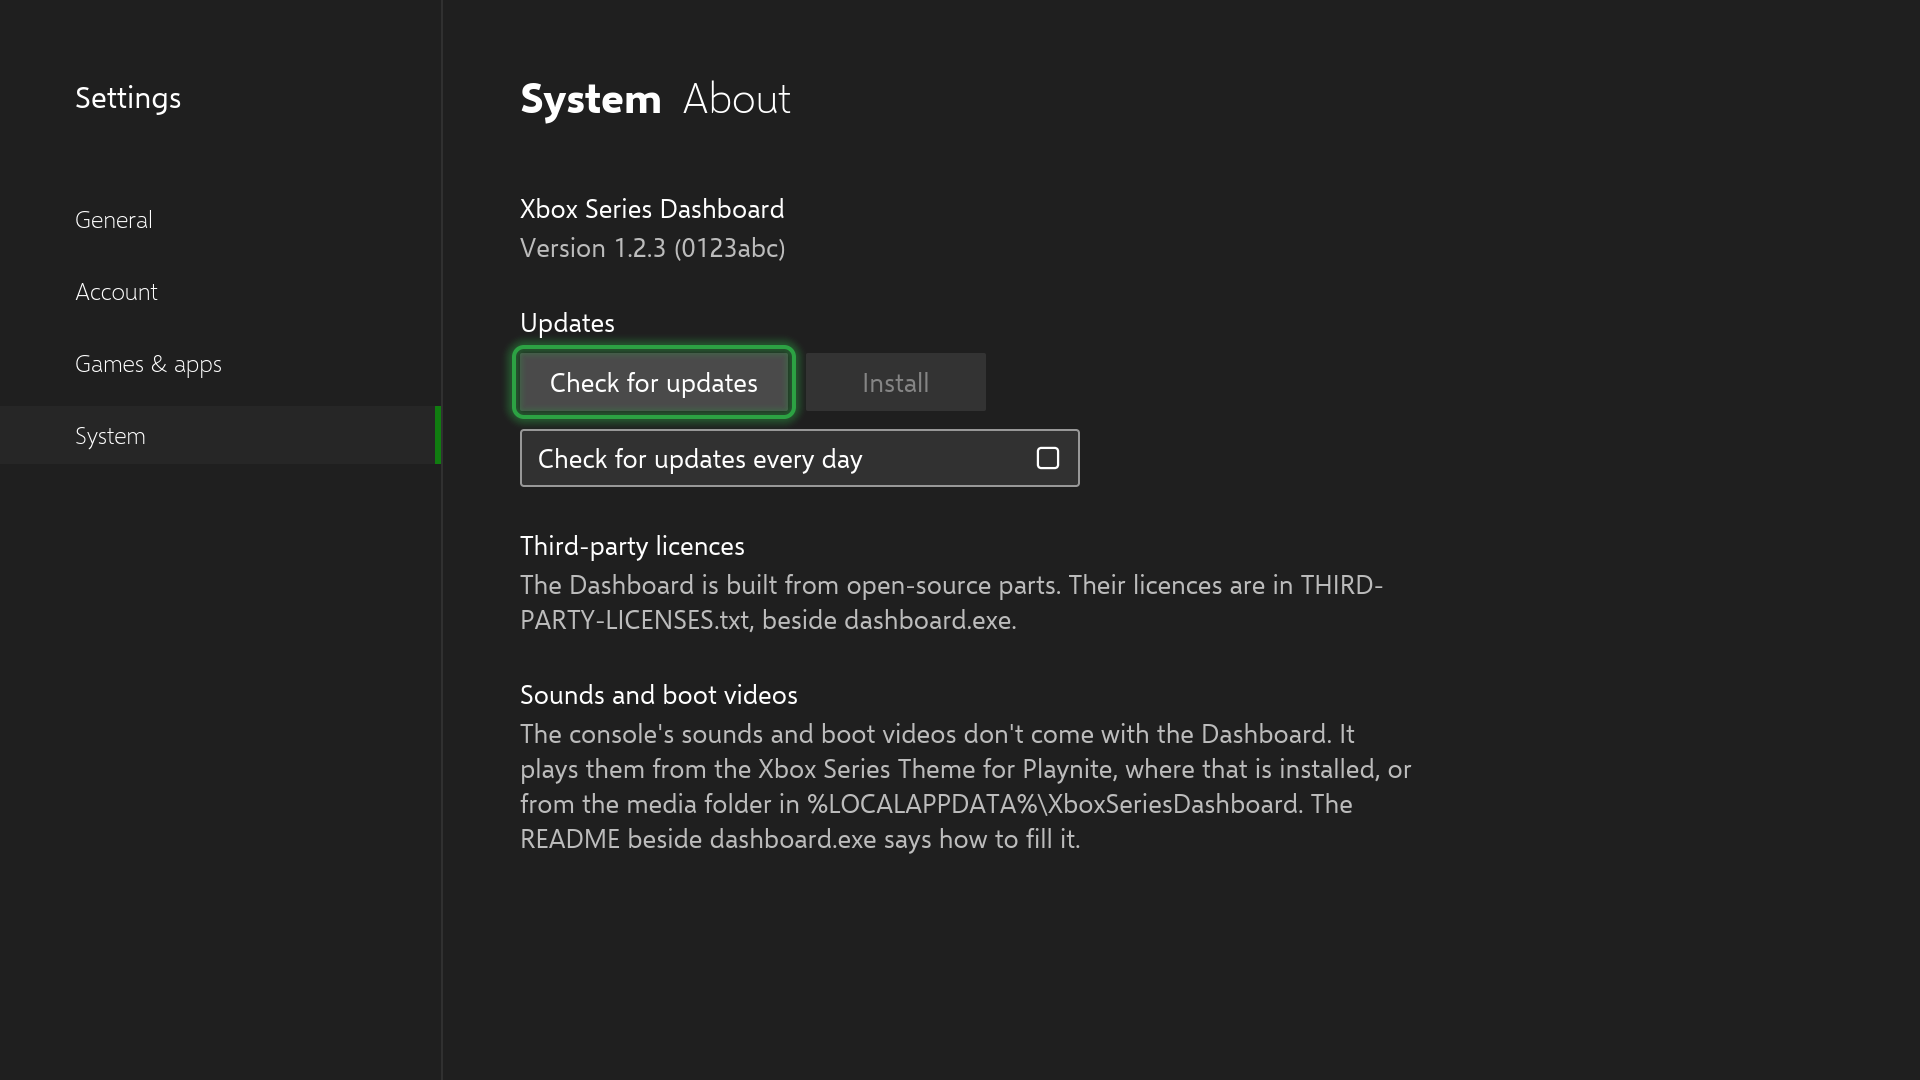 Settings
General
Account
Games & apps
System
System About
Xbox Series Dashboard
Version 1.2.3 (0123abc)
Updates
Check for updates
Install
Check for updates every day
Third-party licences
The Dashboard is built from open-source parts. Their licences are in THIRD-
PARTY-LICENSES.txt, beside dashboard.exe.
Sounds and boot videos
The console's sounds and boot videos don't come with the Dashboard. It
plays them from the Xbox Series Theme for Playnite, where that is installed, or
from the media folder in %LOCALAPPDATA%\XboxSeriesDashboard. The
README beside dashboard.exe says how to fill it.